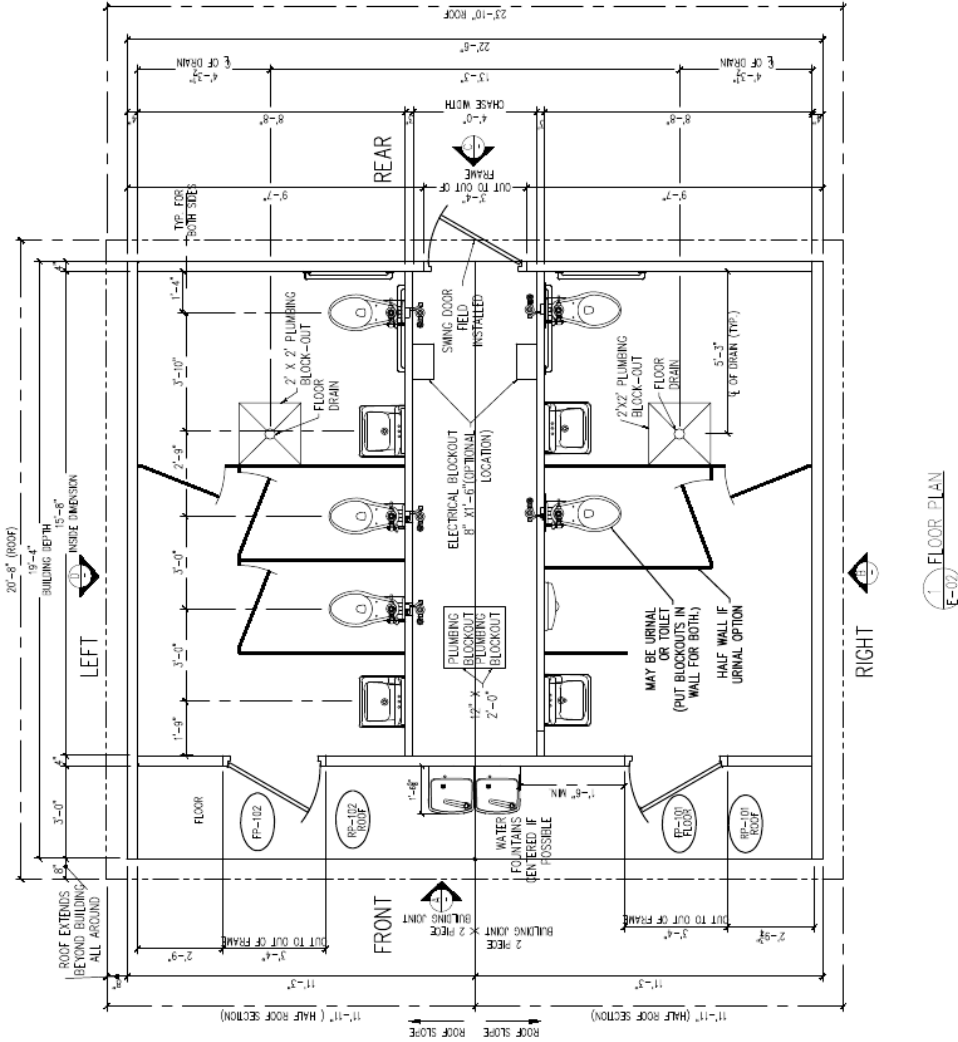 20'-8" (ROOF)
19'-4"
BUILDING DEPTH
15'-8"
INSIDE DIMENSION
3'-0"
4"
4"
8"
ROOF EXTENDS
BEYOND BUILDING
ALL AROUND
8"
LEFT
D
-
1'-9"
3'-0"
3'-0"
2'-9"
3'-10"
1'-4"
TYP. FOR
BOTH SIDES
2' X 2' PLUMBING
BLOCK-OUT
FLOOR
DRAIN
FLOOR
FP-102
RP-102
ROOF
FRONT
A
-
2 PIECE
BUILDING JOINT
2 PIECE
BUILDING JOINT
WATER
FOUNTAINS
CENTERED IF
POSSIBLE
1'-6" MIN.
PLUMBING
BLOCKOUT
PLUMBING
BLOCKOUT
12" X
2'-0"
ELECTRICAL BLOCKOUT
8" X1'-6"(OPTIONAL
LOCATION)
SWING DOOR
FIELD
INSTALLED
REAR
C
-
FP-101
FLOOR
RP-101
ROOF
MAY BE URINAL
OR TOILET
(PUT BLOCKOUTS IN
WALL FOR BOTH.)
HALF WALL IF
URINAL OPTION
2'X2' PLUMBING
BLOCK-OUT
FLOOR
DRAIN
5'-3"
℄ OF DRAIN (TYP.)
RIGHT
B
-
2'-9"
3'-4"
OUT TO OUT OF FRAME
3'-4"
OUT TO OUT OF FRAME
11'-3"
11'-3"
11'-11" (HALF ROOF SECTION)
11'-11" (HALF ROOF SECTION)
ROOF SLOPE
ROOF SLOPE
9'-7"
3'-4"
OUT TO OUT OF
FRAME
9'-7"
4"
8'-8"
4'-0"
CHASE WIDTH
8'-8"
℄ OF DRAIN
13'-3"
℄ OF DRAIN
22'-6"
23'-10" ROOF
1
E-02
FLOOR PLAN